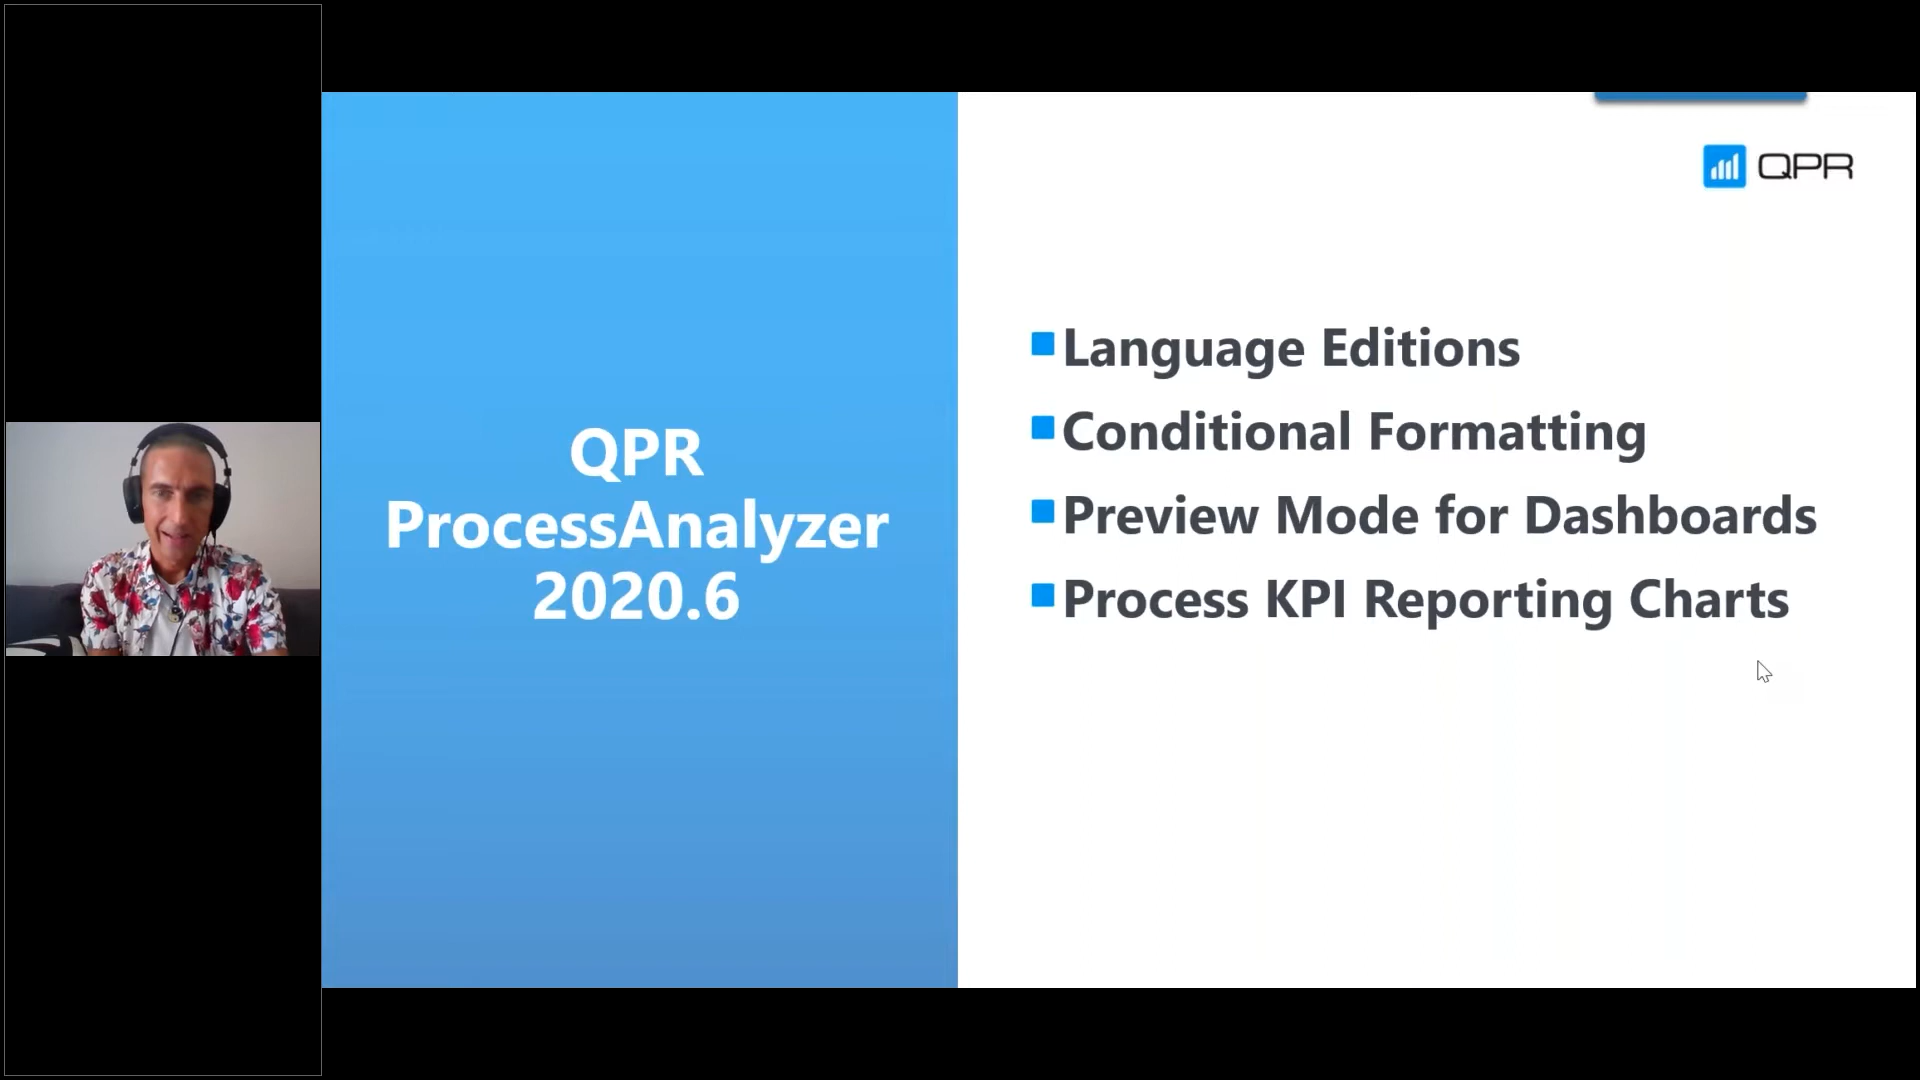 QPR
ProcessAnalyzer
2020.6
QPR
Language Editions
Conditional Formatting
Preview Mode for Dashboards
Process KPI Reporting Charts